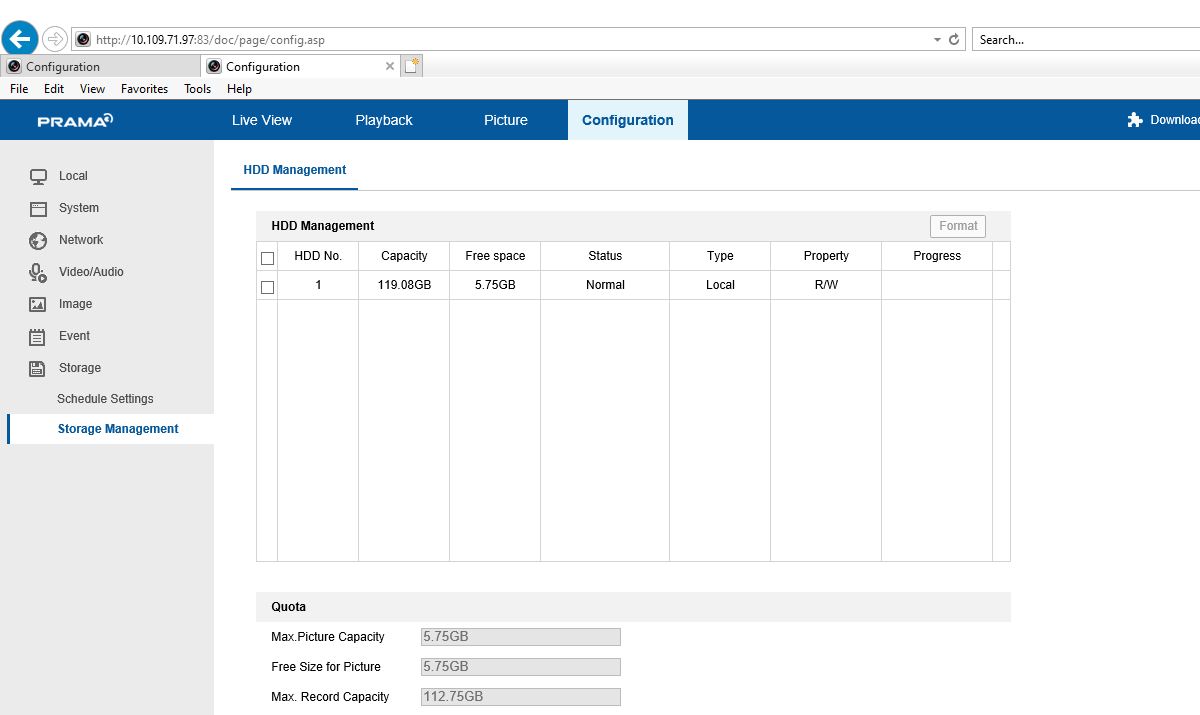 http://10.109.71.97:83/doc/page/config.asp
Search...
Configuration
Configuration
File Edit View Favorites Tools Help
PRAMA
Live View Playback Picture Configuration Download
Local
System
Network
Video/Audio
Image
Event
Storage
Schedule Settings
Storage Management
HDD Management
HDD Management Format
HDD No. Capacity Free space Status Type Property Progress
1 119.08GB 5.75GB Normal Local R/W
Quota
Max.Picture Capacity 5.75GB
Free Size for Picture 5.75GB
Max. Record Capacity 112.75GB